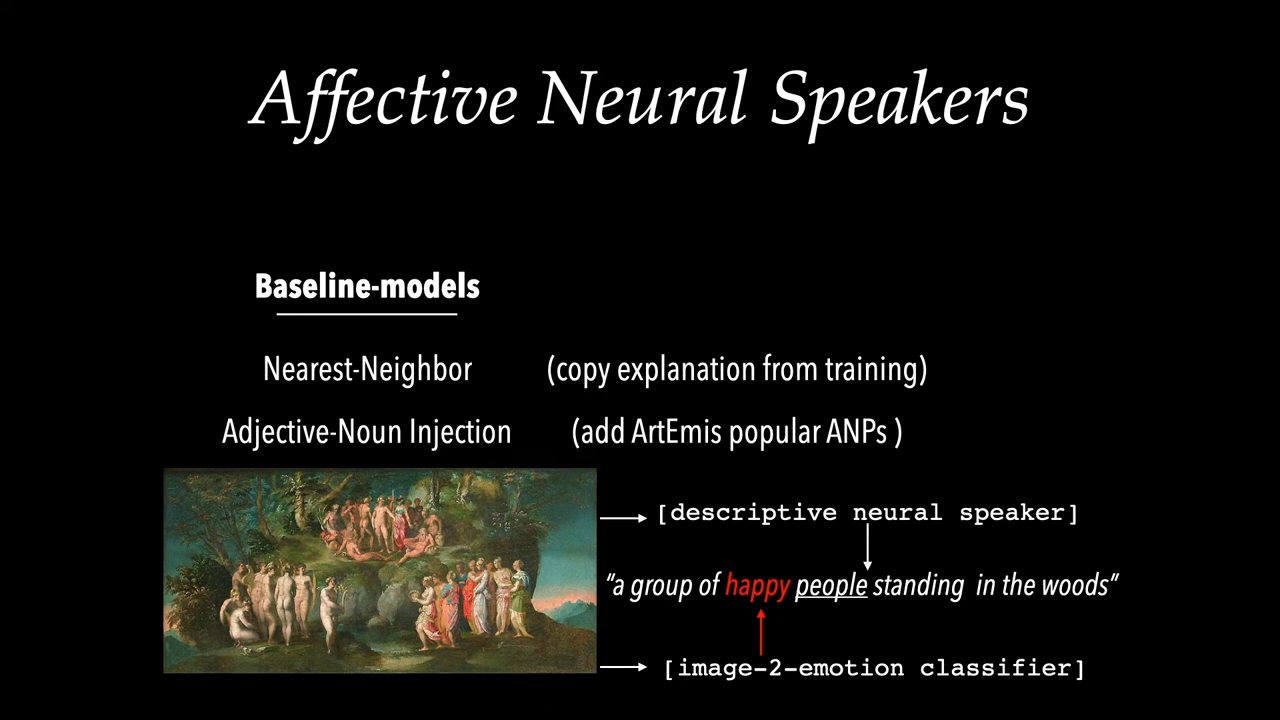 Affective Neural Speakers
Baseline-models
Nearest-Neighbor (copy explanation from training)
Adjective-Noun Injection (add ArtEmis popular ANPs )
[descriptive neural speaker]
“a group of happy people standing in the woods”
[image-2-emotion classifier]